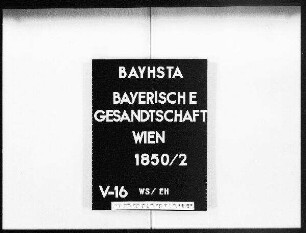 BAYHSTA
BAYERISCHE
GESANDTSCHAFT
WIEN
1850/2
V-16 WS/EH